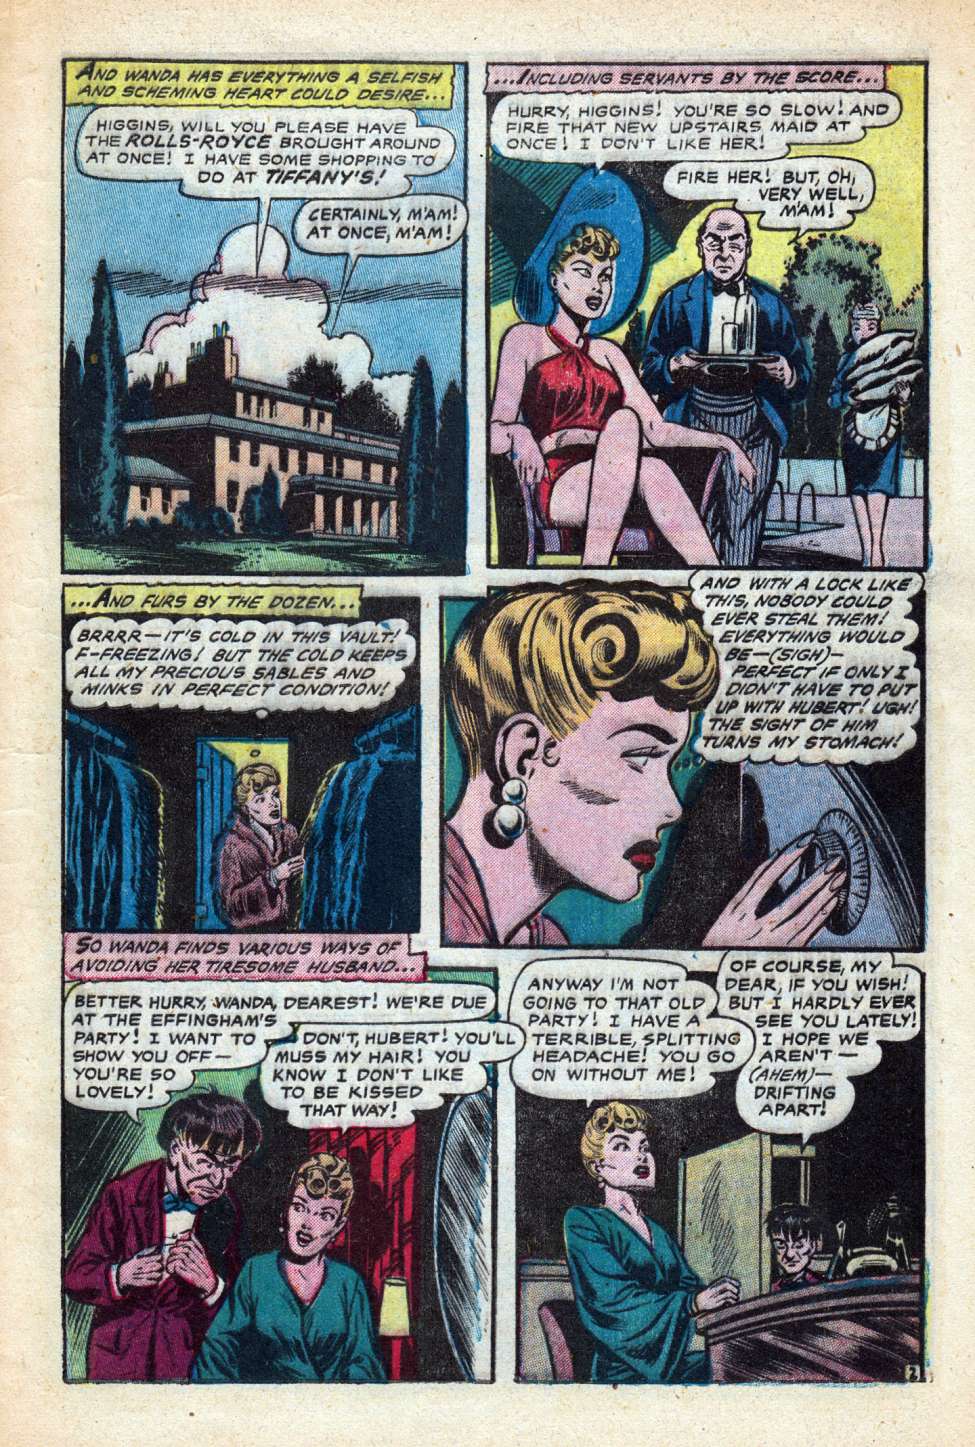 AND WANDA HAS EVERYTHING A SELFISH
AND SCHEMING HEART COULD DESIRE...
HIGGINS, WILL YOU PLEASE HAVE
THE ROLLS-ROYCE BROUGHT AROUND
AT ONCE! I HAVE SOME SHOPPING TO
DO AT TIFFANY'S!
CERTAINLY, M'AM!
AT ONCE, M'AM!
...INCLUDING SERVANTS BY THE SCORE...
HURRY, HIGGINS! YOU'RE SO SLOW! AND
FIRE THAT NEW UPSTAIRS MAID AT
ONCE! I DON'T LIKE HER!
FIRE HER! BUT, OH,
VERY WELL,
M'AM!
...AND FURS BY THE DOZEN...
BRRRR—IT'S COLD IN THIS VAULT!
F-FREEZING! BUT THE COLD KEEPS
ALL MY PRECIOUS SABLES AND
MINKS IN PERFECT CONDITION!
AND WITH A LOCK LIKE
THIS, NOBODY COULD
EVER STEAL THEM!
EVERYTHING WOULD
BE—(SIGH)—
PERFECT IF ONLY I
DIDN'T HAVE TO PUT
UP WITH HUBERT! UGH!
THE SIGHT OF HIM
TURNS MY STOMACH!
SO WANDA FINDS VARIOUS WAYS OF
AVOIDING HER TIRESOME HUSBAND...
BETTER HURRY, WANDA, DEAREST! WE'RE DUE
AT THE EFFINGHAM'S
PARTY! I WANT TO
SHOW YOU OFF—
YOU'RE SO
LOVELY!
DON'T, HUBERT! YOU'LL
MUSS MY HAIR! YOU
KNOW I DON'T LIKE
TO BE KISSED
THAT WAY!
ANYWAY I'M NOT
GOING TO THAT OLD
PARTY! I HAVE A
TERRIBLE, SPLITTING
HEADACHE! YOU GO
ON WITHOUT ME!
OF COURSE, MY
DEAR, IF YOU WISH!
BUT I HARDLY EVER
SEE YOU LATELY!
I HOPE WE
AREN'T—
(AHEM)—
DRIFTING
APART!
2